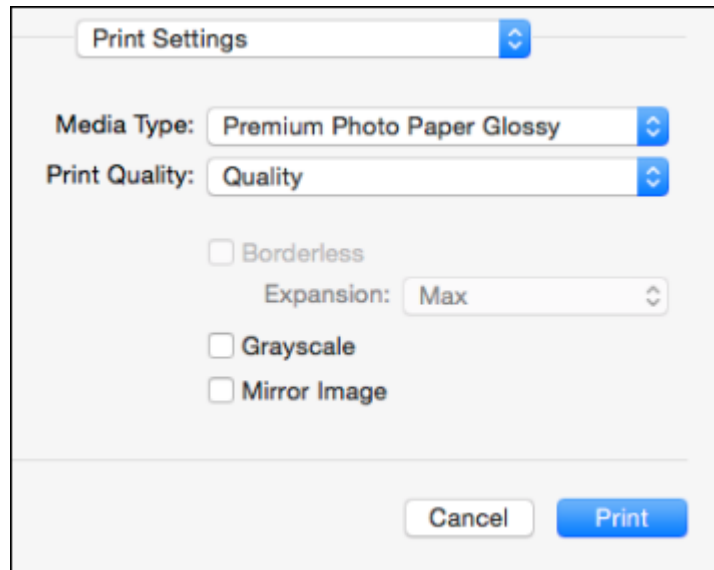 Print Settings
Media Type: Premium Photo Paper Glossy
Print Quality: Quality
Borderless
Expansion: Max
Grayscale
Mirror Image
Cancel Print